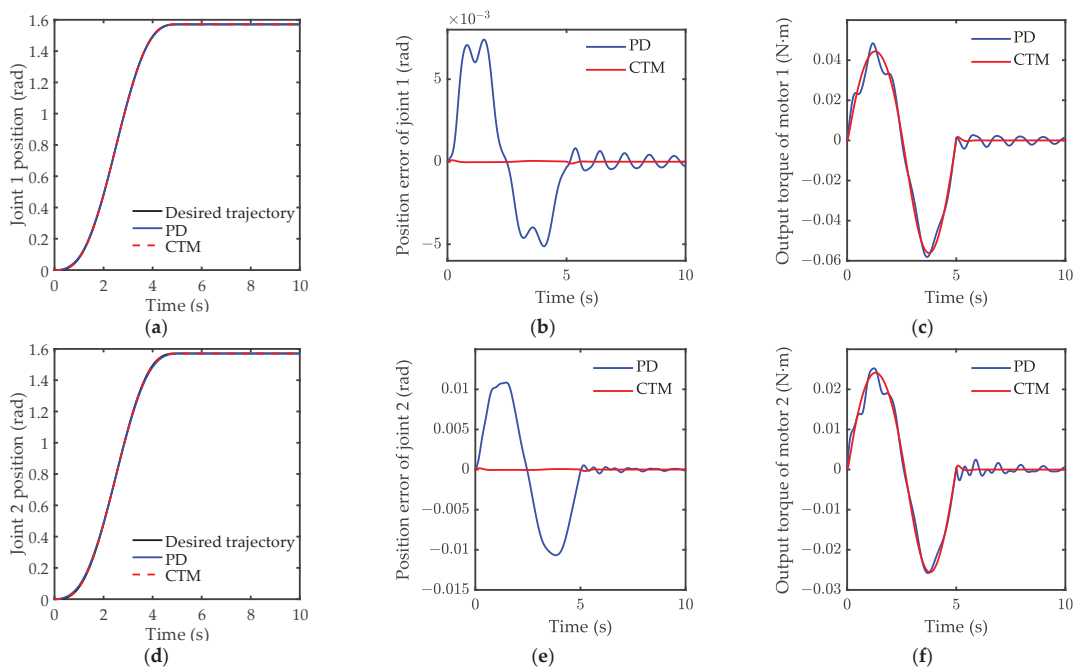 1.6
1.4
1.2
1
0.8
0.6
0.4
0.2
0
Joint 1 position (rad)
Desired trajectory
PD
CTM
0 2 4 6 8 10
Time (s)
(a)
×10−3
5
0
−5
Position error of joint 1 (rad)
PD
CTM
0 5 10
Time (s)
(b)
0.04
0.02
0
−0.02
−0.04
−0.06
Output torque of motor 1 (N·m)
PD
CTM
0 5 10
Time (s)
(c)
1.6
1.4
1.2
1
0.8
0.6
0.4
0.2
0
Joint 2 position (rad)
Desired trajectory
PD
CTM
0 2 4 6 8 10
Time (s)
(d)
0.01
0.005
0
−0.005
−0.01
−0.015
Position error of joint 2 (rad)
PD
CTM
0 5 10
Time (s)
(e)
0.02
0.01
0
−0.01
−0.02
−0.03
Output torque of motor 2 (N·m)
PD
CTM
0 5 10
Time (s)
(f)